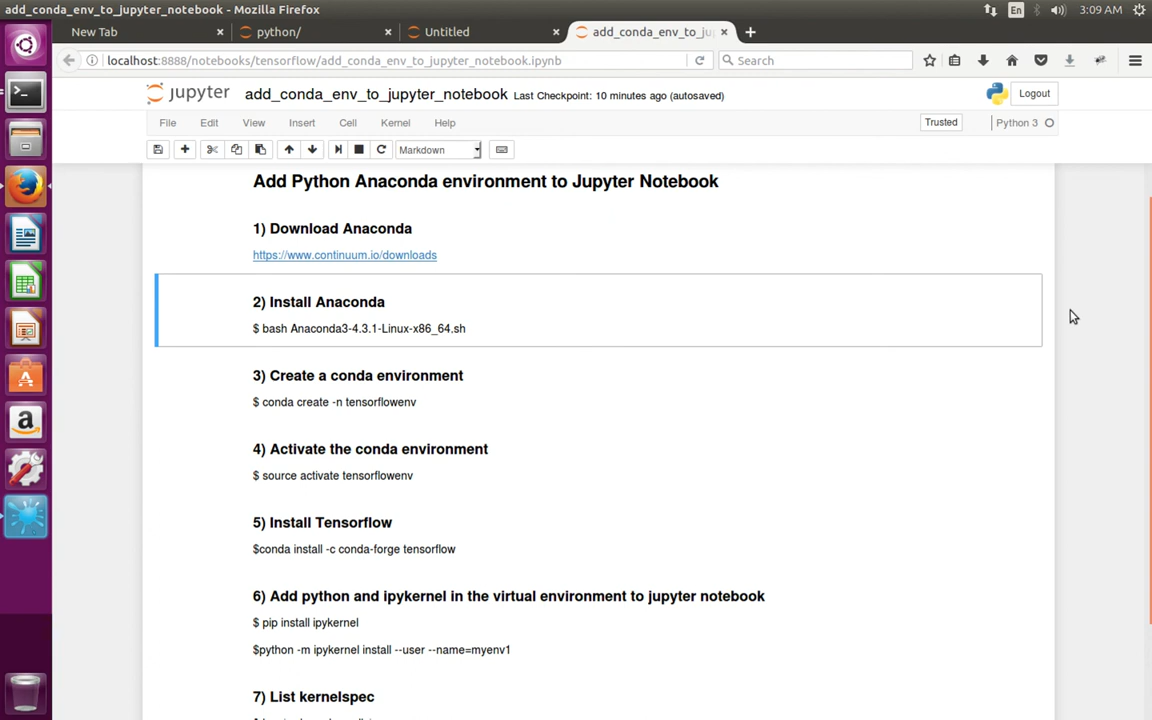 add_conda_env_to_jupyter_notebook - Mozilla Firefox
En
3:09 AM
New Tab
python/
Untitled
add_conda_env_to_ju
localhost:8888/notebooks/tensorflow/add_conda_env_to_jupyter_notebook.ipynb
Search
jupyter
add_conda_env_to_jupyter_notebook Last Checkpoint: 10 minutes ago (autosaved)
Logout
File Edit View Insert Cell Kernel Help
Trusted
Python 3
Markdown
Add Python Anaconda environment to Jupyter Notebook
1) Download Anaconda
https://www.continuum.io/downloads
2) Install Anaconda
$ bash Anaconda3-4.3.1-Linux-x86_64.sh
3) Create a conda environment
$ conda create -n tensorflowenv
4) Activate the conda environment
$ source activate tensorflowenv
5) Install Tensorflow
$conda install -c conda-forge tensorflow
6) Add python and ipykernel in the virtual environment to jupyter notebook
$ pip install ipykernel
$python -m ipykernel install --user --name=myenv1
7) List kernelspec